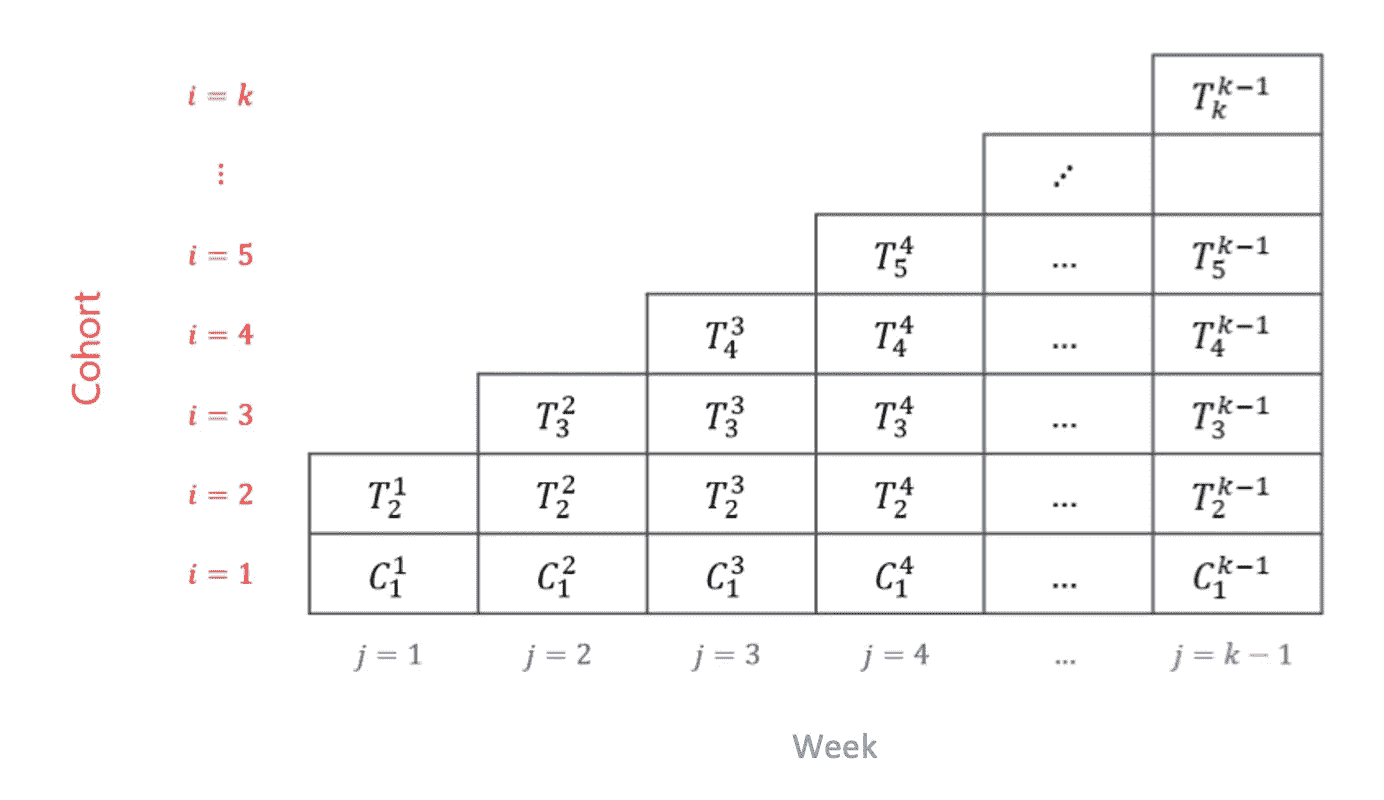 i = k T_k^{k−1}
⋮ ⋰
i = 5 T_5^4 ... T_5^{k−1}
i = 4 T_4^3 T_4^4 ... T_4^{k−1}
i = 3 T_3^2 T_3^3 T_3^4 ... T_3^{k−1}
i = 2 T_2^1 T_2^2 T_2^3 T_2^4 ... T_2^{k−1}
i = 1 C_1^1 C_1^2 C_1^3 C_1^4 ... C_1^{k−1}
j = 1 j = 2 j = 3 j = 4 ... j = k − 1
Cohort
Week